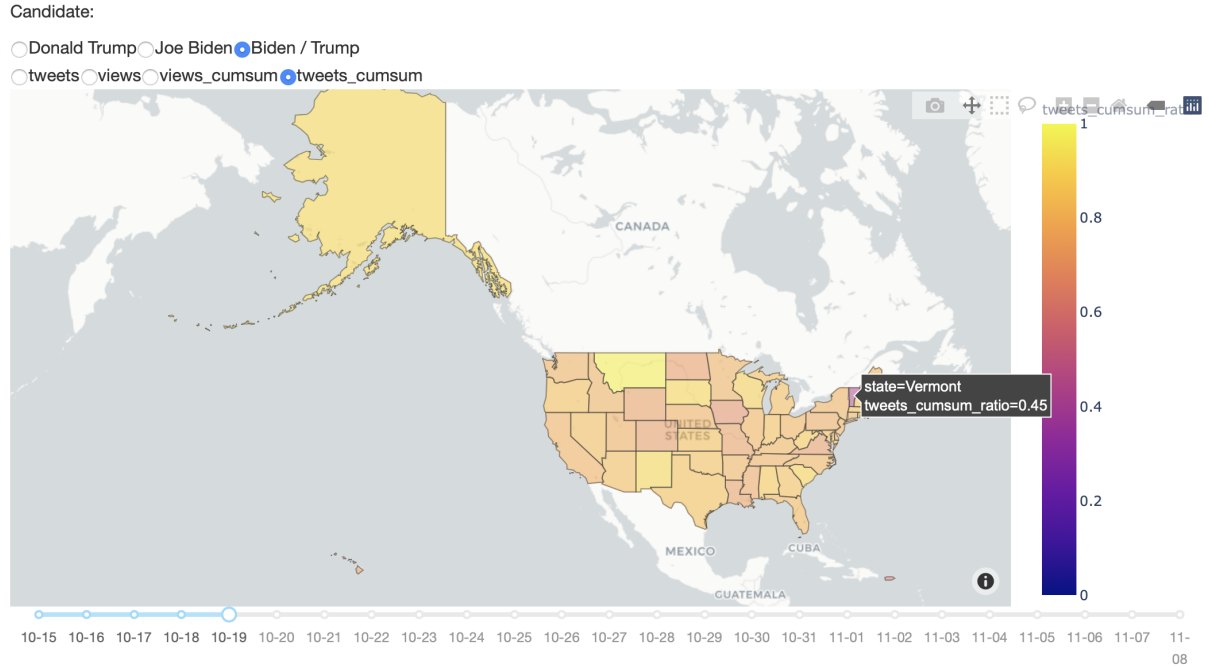 Candidate:
Donald Trump Joe Biden Biden / Trump
tweets views views_cumsum tweets_cumsum
tweets_cumsum_rat
1
CANADA
0.8
0.6
state=Vermont
tweets_cumsum_ratio=0.45
0.4
UNITED
STATES
0.2
MEXICO
CUBA
GUATEMALA
0
10-15 10-16 10-17 10-18 10-19 10-20 10-21 10-22 10-23 10-24 10-25 10-26 10-27 10-28 10-29 10-30 10-31 11-01 11-02 11-03 11-04 11-05 11-06 11-07 11-
08